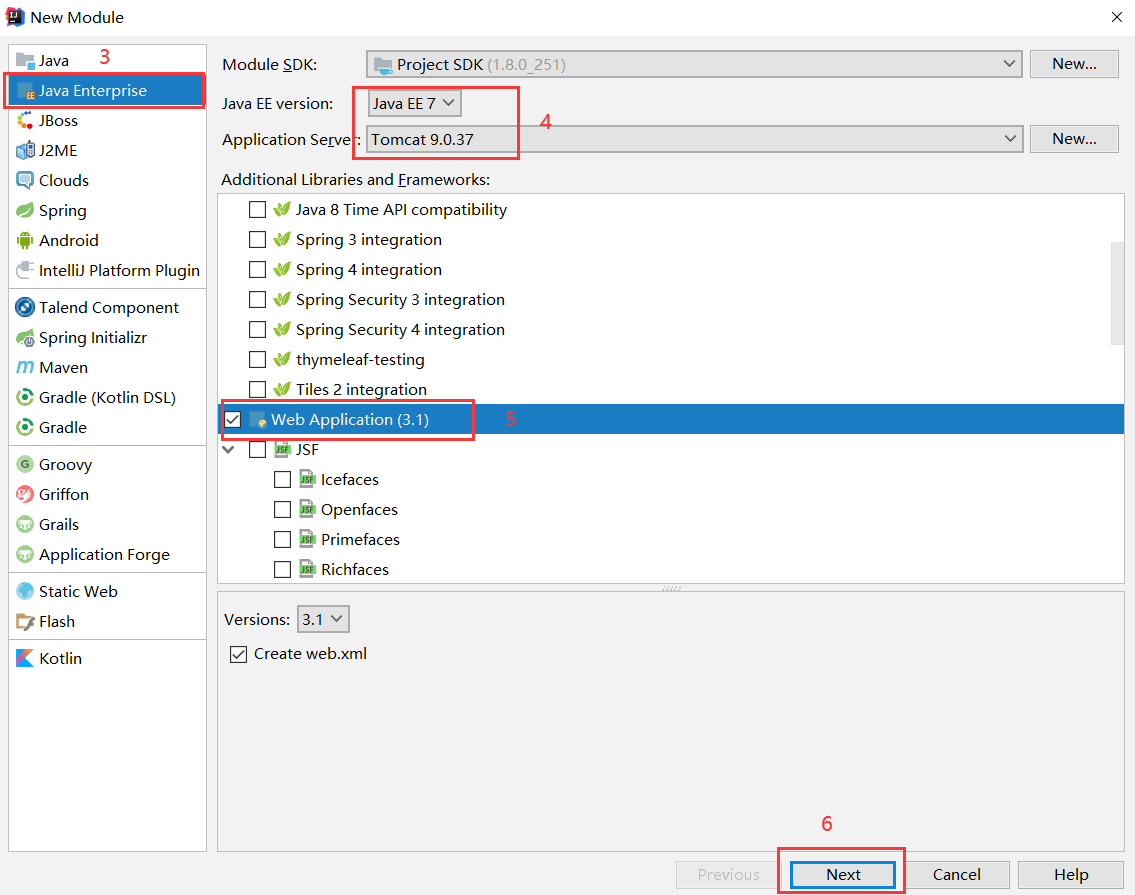 New Module
3
Java
Java Enterprise
JBoss
J2ME
Clouds
Spring
Android
IntelliJ Platform Plugin
Talend Component
Spring Initializr
Maven
Gradle (Kotlin DSL)
Gradle
Groovy
Griffon
Grails
Application Forge
Static Web
Flash
Kotlin
Module SDK: Project SDK (1.8.0_251) New...
Java EE version: Java EE 7
4
Application Server: Tomcat 9.0.37 New...
Additional Libraries and Frameworks:
Java 8 Time API compatibility
Spring 3 integration
Spring 4 integration
Spring Security 3 integration
Spring Security 4 integration
thymeleaf-testing
Tiles 2 integration
Web Application (3.1) 5
JSF JSF
JSF Icefaces
JSF Openfaces
JSF Primefaces
JSF Richfaces
Versions: 3.1
Create web.xml
6
Previous Next Cancel Help